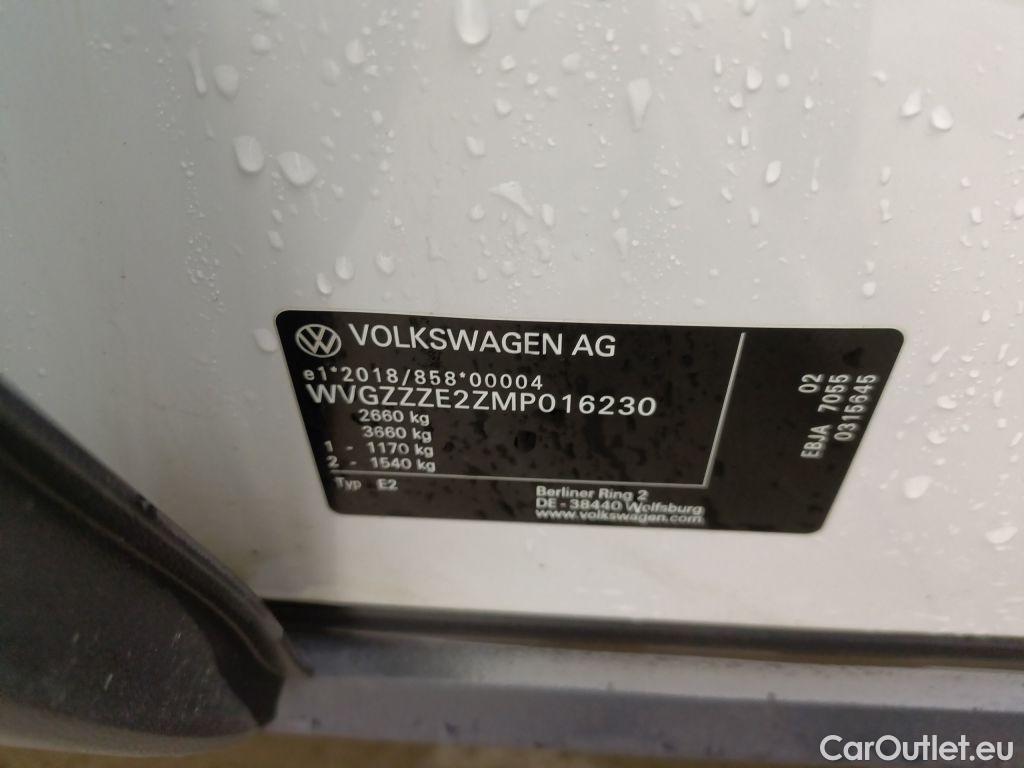 VOLKSWAGEN AG
e1*2018/858*00004
WVGZZZE2ZMP016230
2660 kg
3660 kg
1 - 1170 kg
2 - 1540 kg
Typ E2
Berliner Ring 2
DE - 38440 Wolfsburg
www.volkswagen.com
02
EBJA 7055
0315645
A
CarOutlet.eu